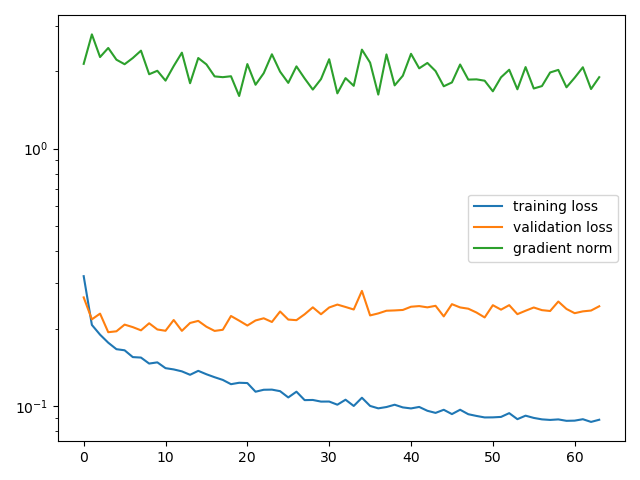 10⁰
10⁻¹
training loss
validation loss
gradient norm
0 10 20 30 40 50 60